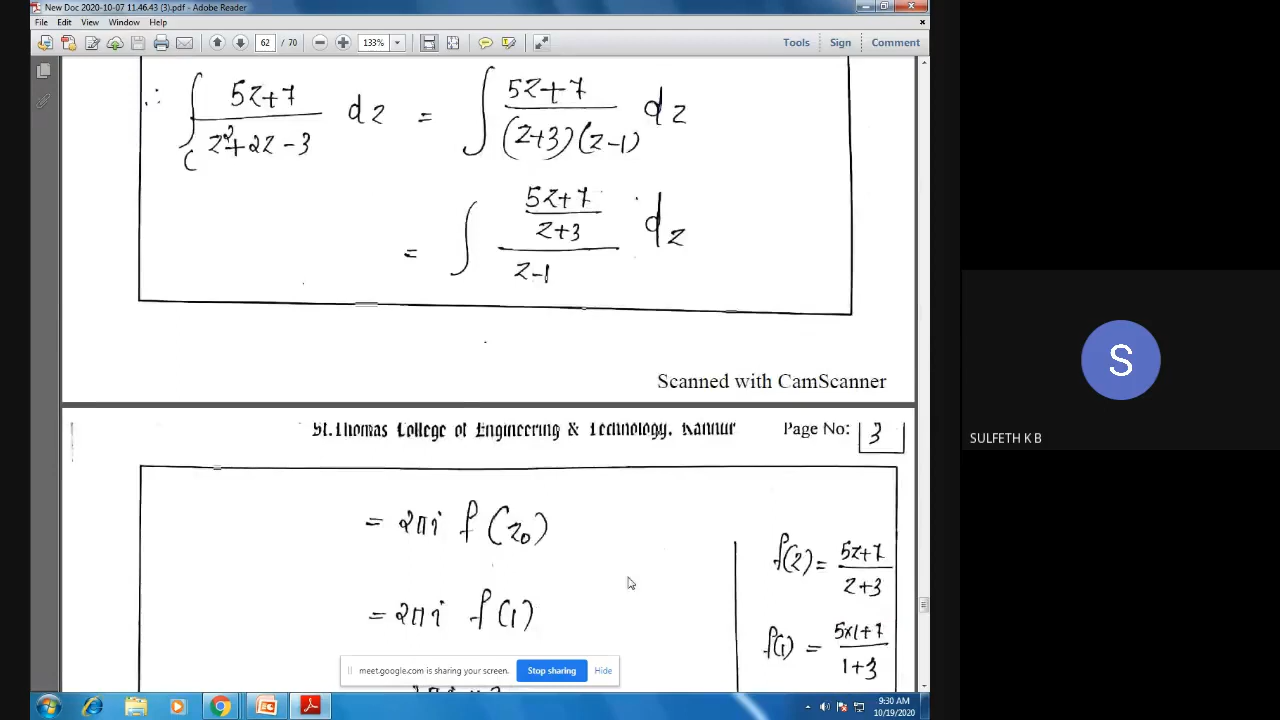 New Doc 2020-10-07 11.46.43 (3).pdf - Adobe Reader
File Edit View Window Help
62 / 70 133% Tools Sign Comment
∴ ∫_C (5z+7)/(z²+2z-3) dz = ∫ (5z+7)/((z+3)(z-1)) dz
= ∫ ((5z+7)/(z+3))/(z-1) dz
Scanned with CamScanner
St.Thomas College of Engineering & Technology, Kannur Page No: 3
= 2πi f(z₀)
f(z) = (5z+7)/(z+3)
= 2πi f(1)
f(1) = (5×1+7)/(1+3)
meet.google.com is sharing your screen. Stop sharing Hide
S
SULFETH K B
9:30 AM
10/19/2020